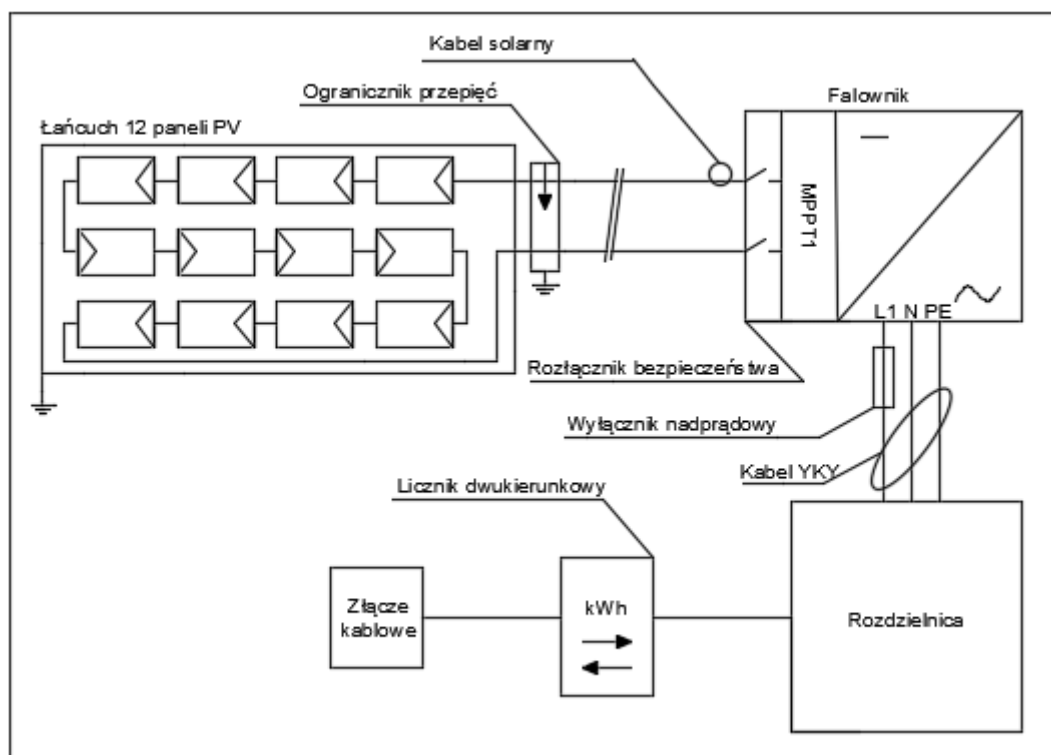 Kabel solarny
Ogranicznik przepięć
Falownik
Łańcuch 12 paneli PV
MPPT1
L1 N PE
Rozłącznik bezpieczeństwa
Wyłącznik nadprądowy
Kabel YKY
Licznik dwukierunkowy
Złącze
kablowe
kWh
Rozdzielnica